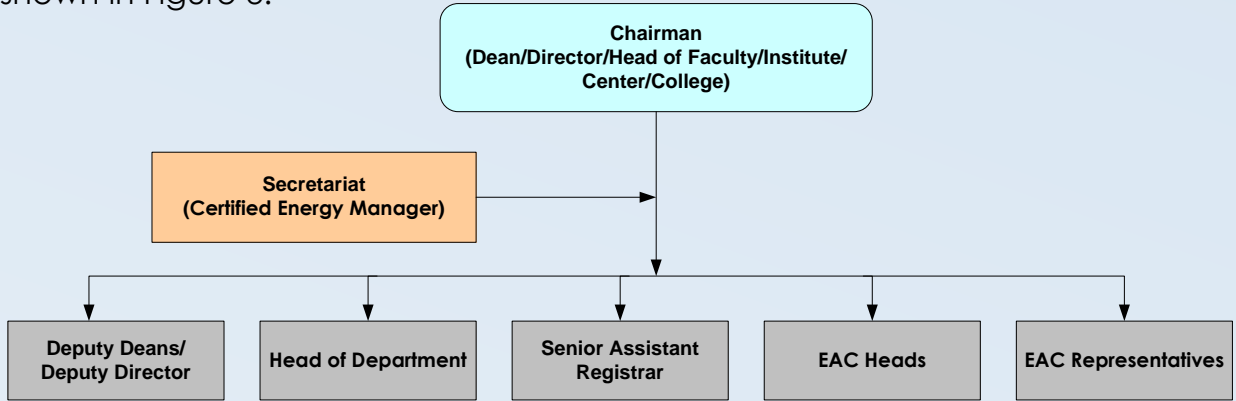 shown in Figure 6.
Chairman
(Dean/Director/Head of Faculty/Institute/
Center/College)
Secretariat
(Certified Energy Manager)
Deputy Deans/
Deputy Director
Head of Department
Senior Assistant
Registrar
EAC Heads
EAC Representatives